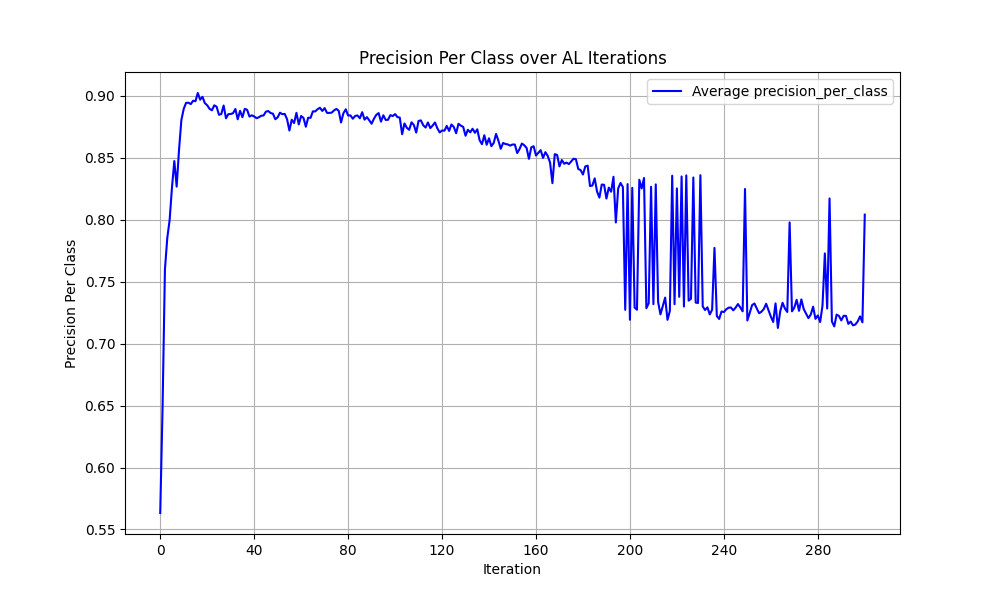 Precision Per Class over AL Iterations
Average precision_per_class
Precision Per Class
0.90
0.85
0.80
0.75
0.70
0.65
0.60
0.55
0 40 80 120 160 200 240 280
Iteration